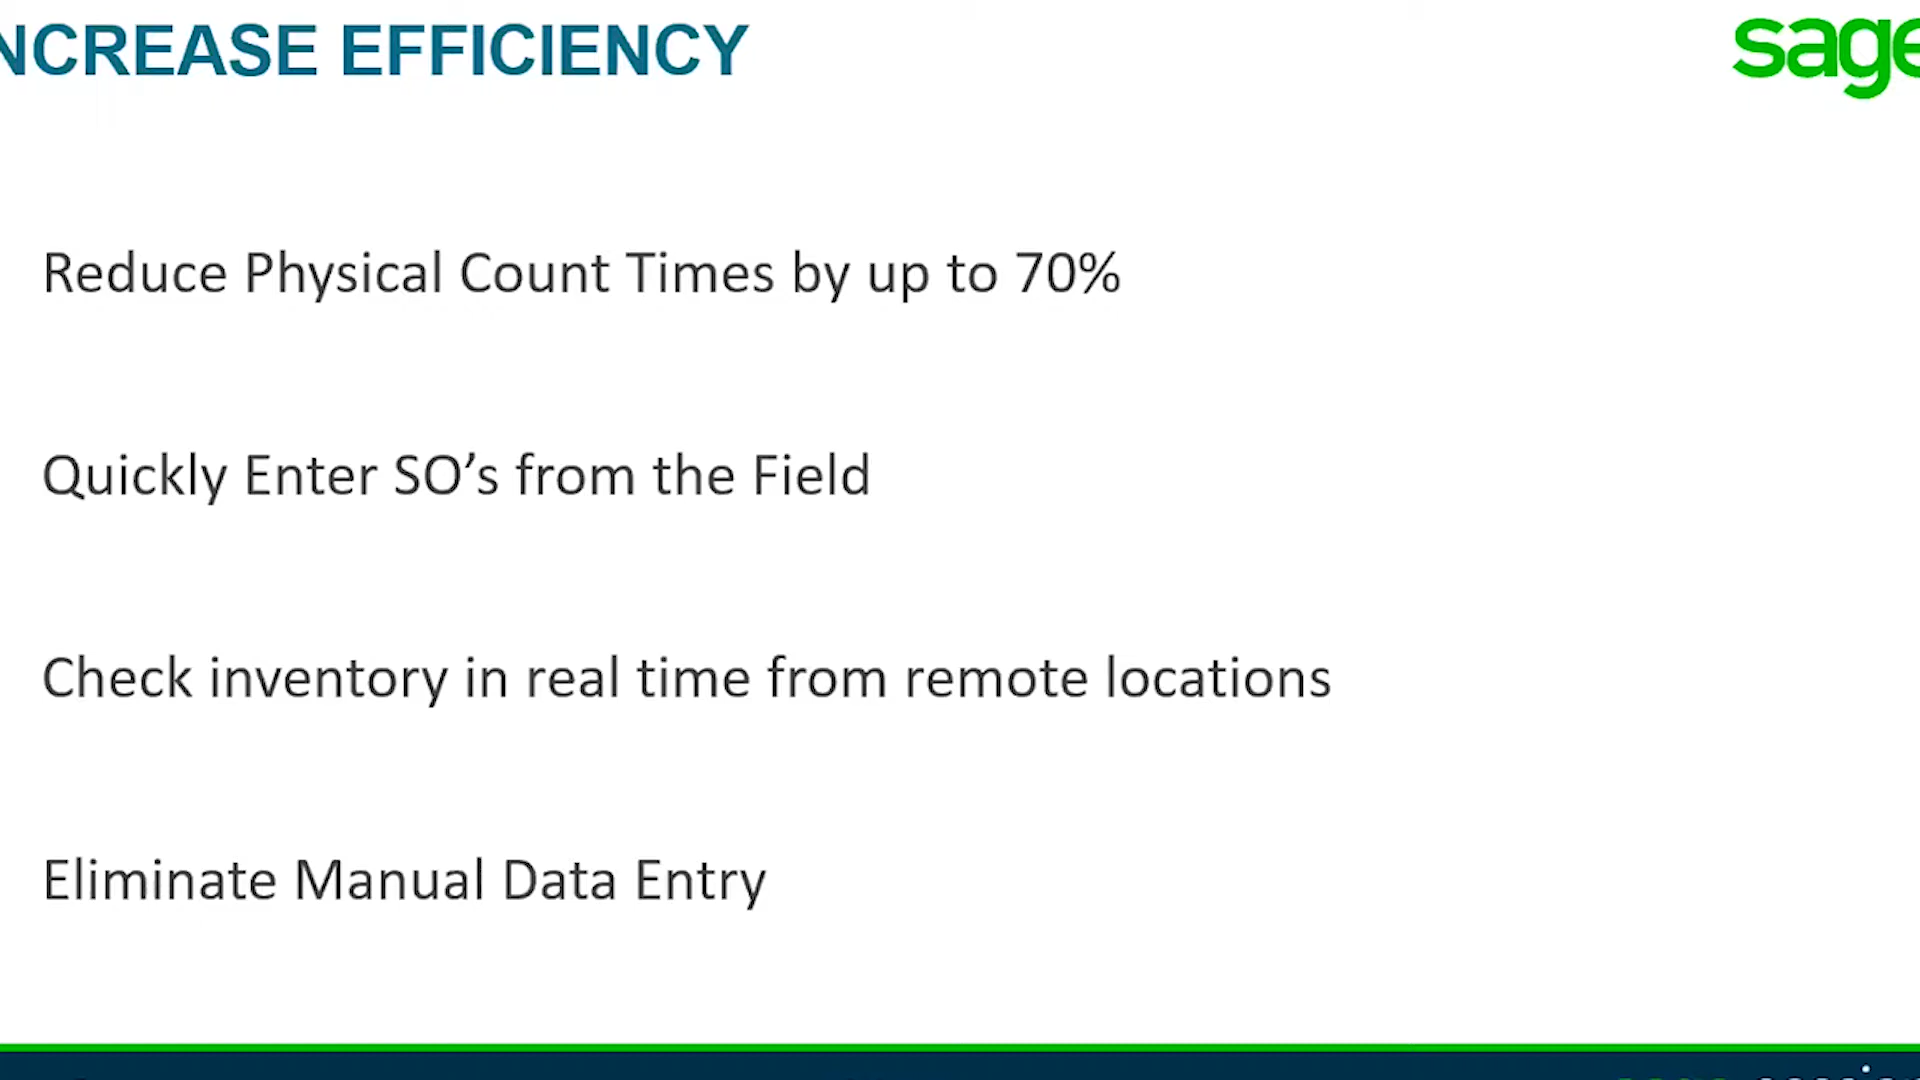 NCREASE EFFICIENCY
sage
Reduce Physical Count Times by up to 70%
Quickly Enter SO’s from the Field
Check inventory in real time from remote locations
Eliminate Manual Data Entry